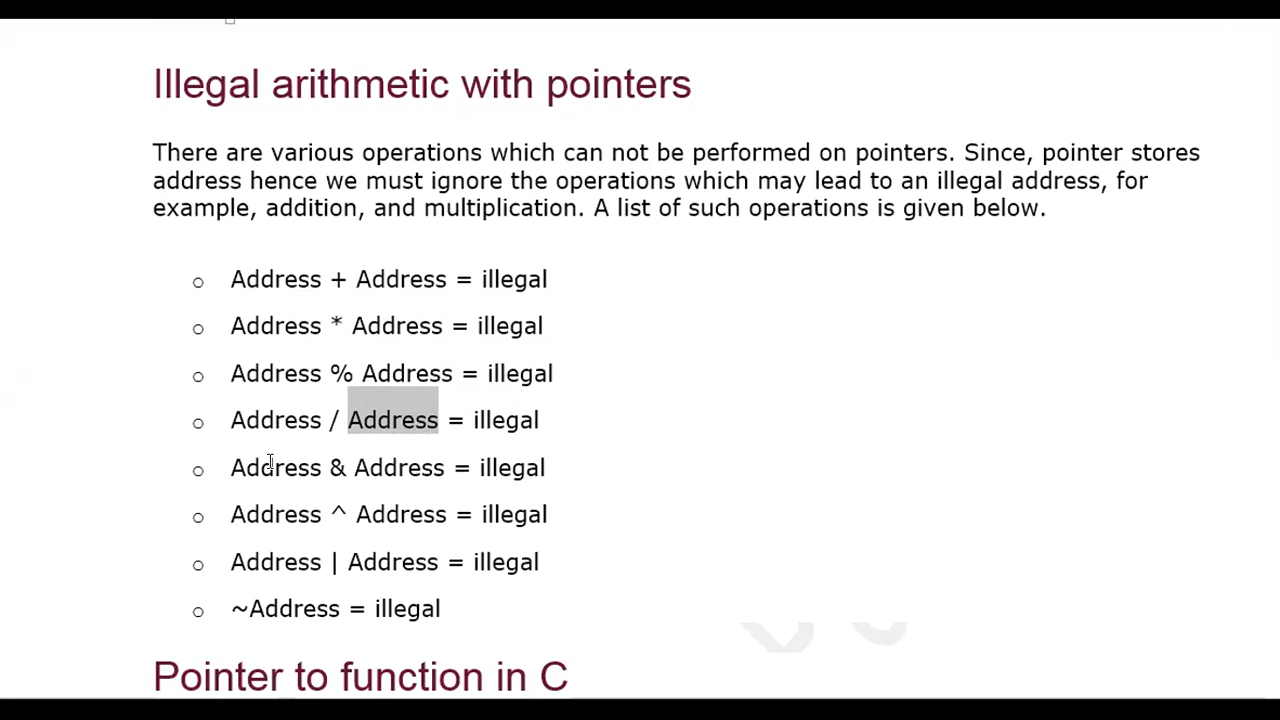 Illegal arithmetic with pointers
There are various operations which can not be performed on pointers. Since, pointer stores
address hence we must ignore the operations which may lead to an illegal address, for
example, addition, and multiplication. A list of such operations is given below.
○ Address + Address = illegal
○ Address * Address = illegal
○ Address % Address = illegal
○ Address / Address = illegal
○ Address & Address = illegal
○ Address ^ Address = illegal
○ Address | Address = illegal
○ ~Address = illegal
Pointer to function in C